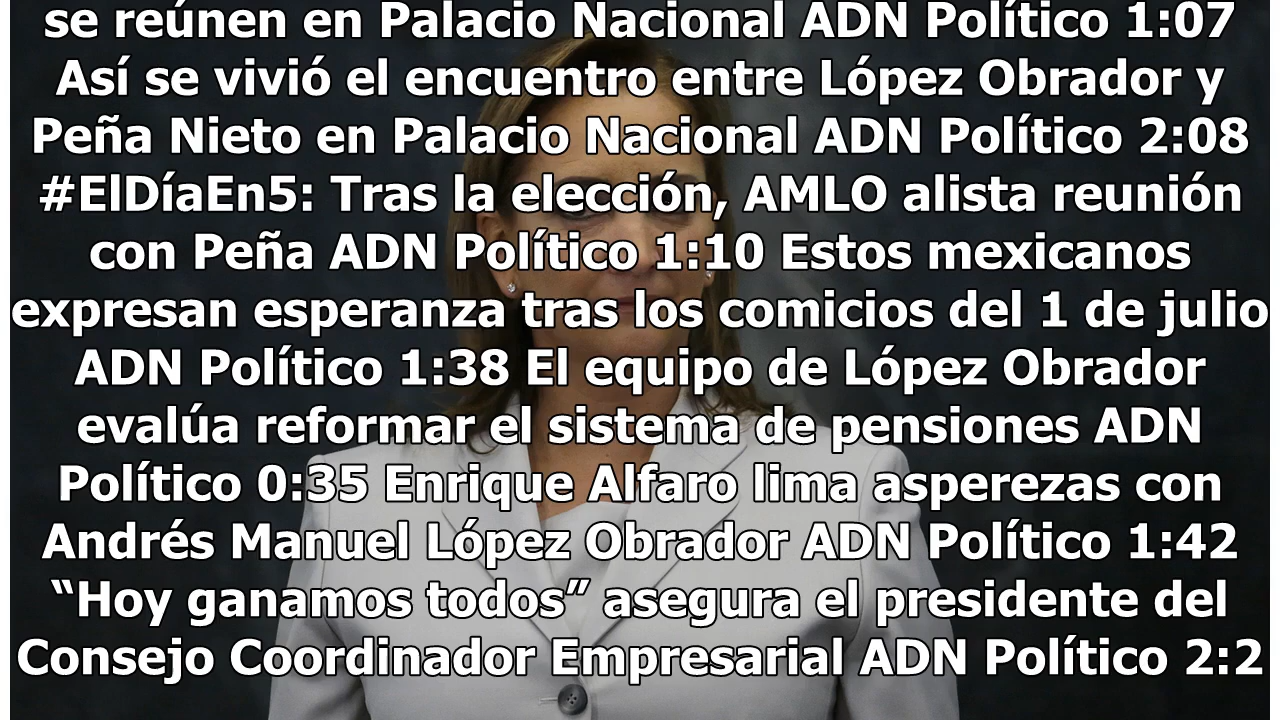 se reúnen en Palacio Nacional ADN Político 1:07
Así se vivió el encuentro entre López Obrador y
Peña Nieto en Palacio Nacional ADN Político 2:08
#ElDíaEn5: Tras la elección, AMLO alista reunión
con Peña ADN Político 1:10 Estos mexicanos
expresan esperanza tras los comicios del 1 de julio
ADN Político 1:38 El equipo de López Obrador
evalúa reformar el sistema de pensiones ADN
Político 0:35 Enrique Alfaro lima asperezas con
Andrés Manuel López Obrador ADN Político 1:42
“Hoy ganamos todos” asegura el presidente del
Consejo Coordinador Empresarial ADN Político 2:2